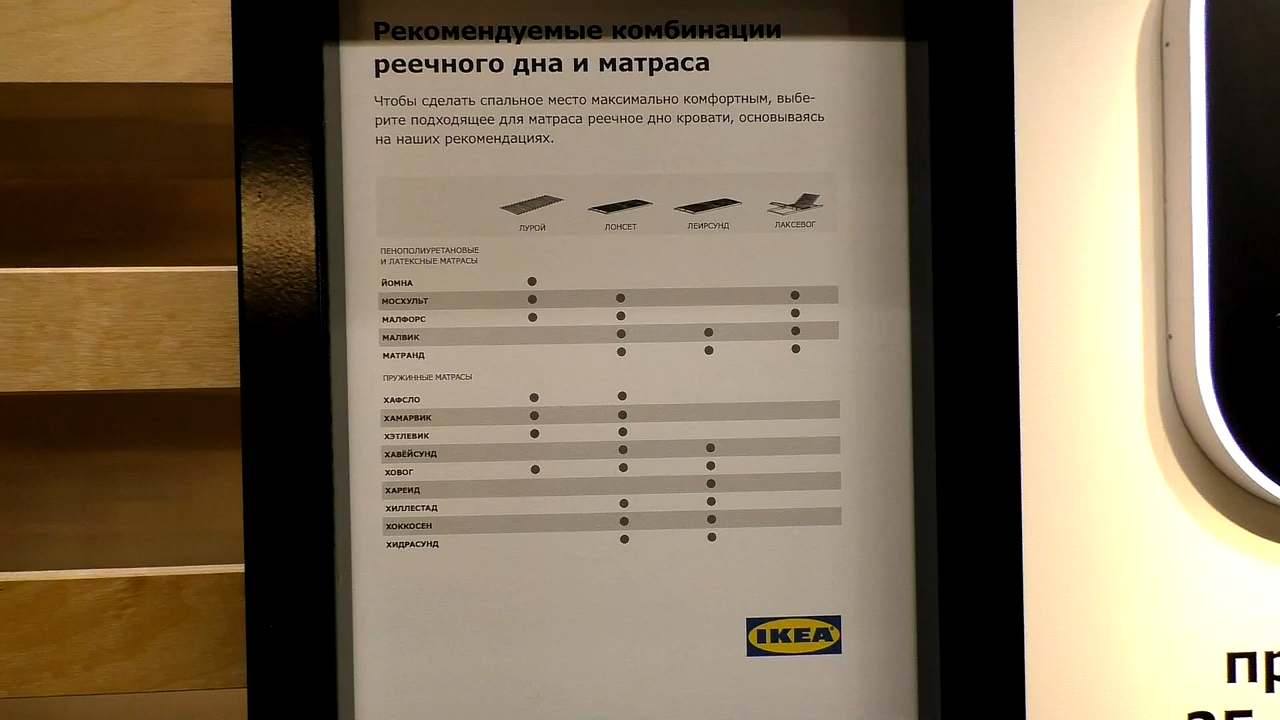 Рекомендуемые комбинации
реечного дна и матраса
Чтобы сделать спальное место максимально комфортным, выбе-
рите подходящее для матраса реечное дно кровати, основываясь
на наших рекомендациях.
ЛУРОЙ ЛОНСЕТ ЛЕИРСУНД ЛАКСЕВОГ
ПЕНОПОЛИУРЕТАНОВЫЕ
И ЛАТЕКСНЫЕ МАТРАСЫ
ЙОМНА
МОСХУЛЬТ
МАЛФОРС
МАЛВИК
МАТРАНД
ПРУЖИННЫЕ МАТРАСЫ
ХАФСЛО
ХАМАРВИК
ХЭТЛЕВИК
ХАВЁЙСУНД
ХОВОГ
ХАРЕИД
ХИЛЛЕСТАД
ХОККОСЕН
ХИДРАСУНД
IKEA
пр